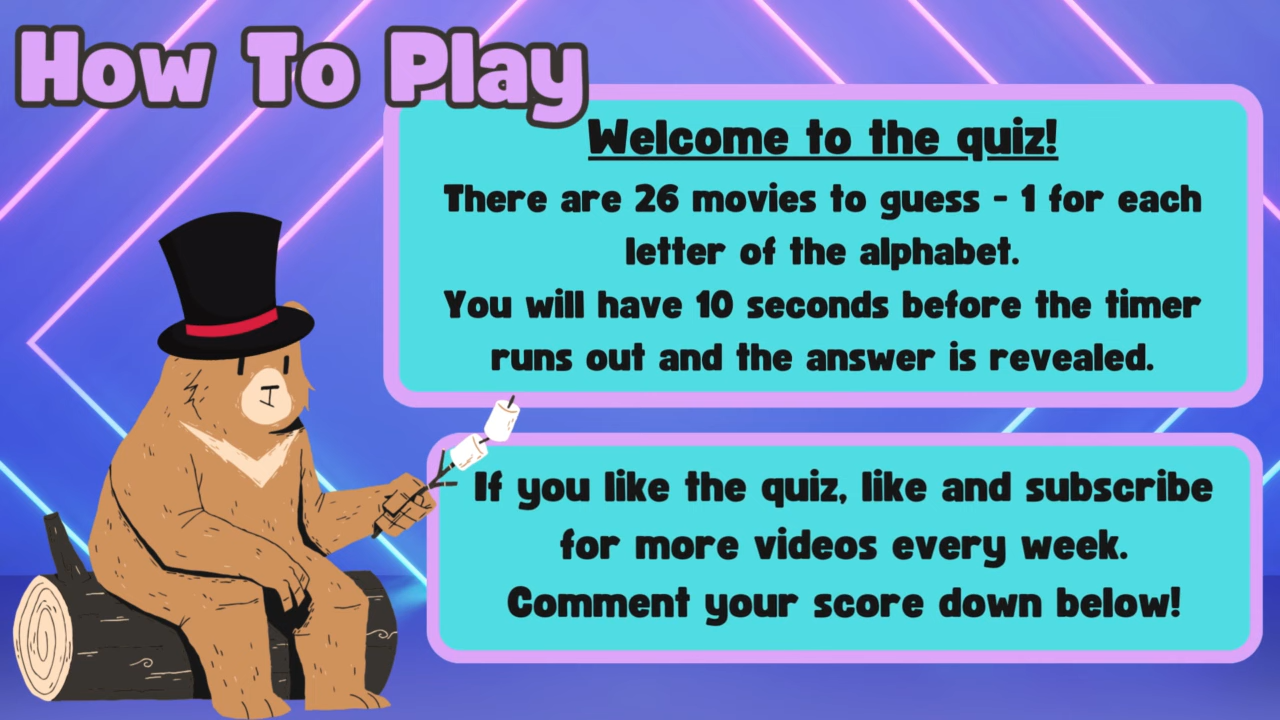 How To Play
Welcome to the quiz!
There are 26 movies to guess - 1 for each
letter of the alphabet.
You will have 10 seconds before the timer
runs out and the answer is revealed.
If you like the quiz, like and subscribe
for more videos every week.
Comment your score down below!